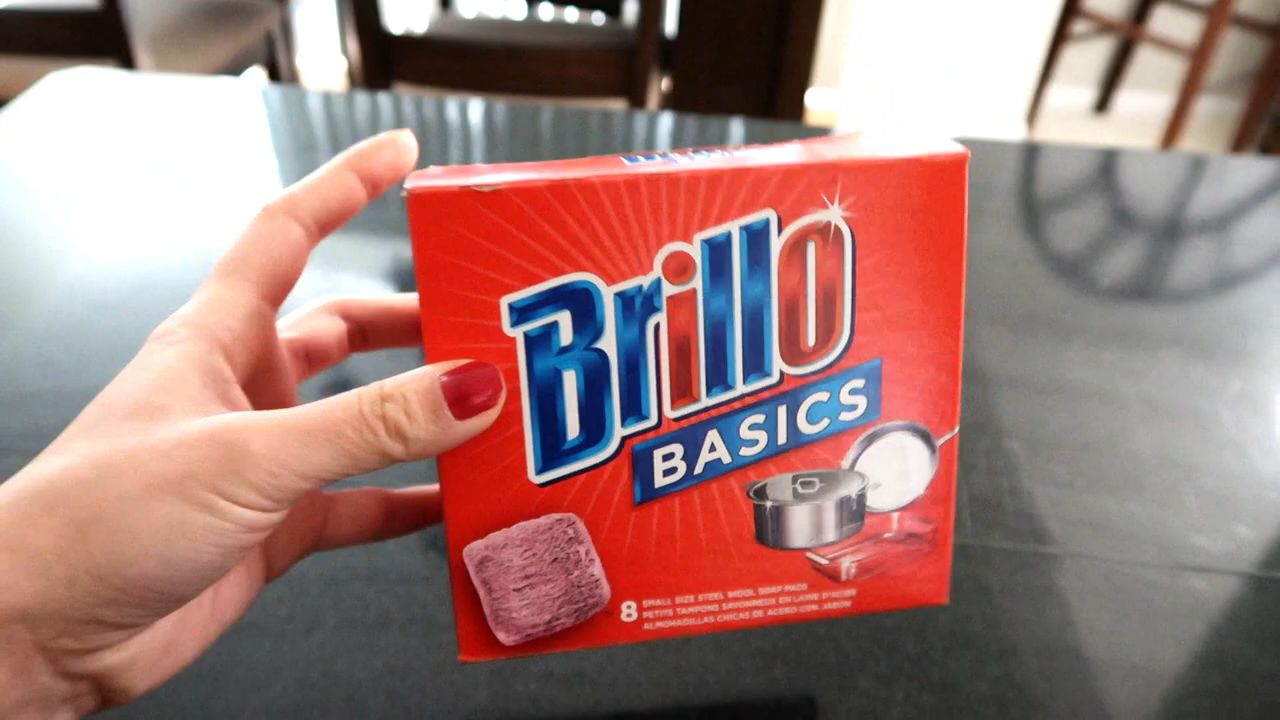 Brillo
BASICS
8 SMALL SIZE STEEL WOOL SOAP PADS
PETITS TAMPONS SAVONNEUX EN LAINE D'ACIER
ALMOHADILLAS CHICAS DE ACERO CON JABÓN